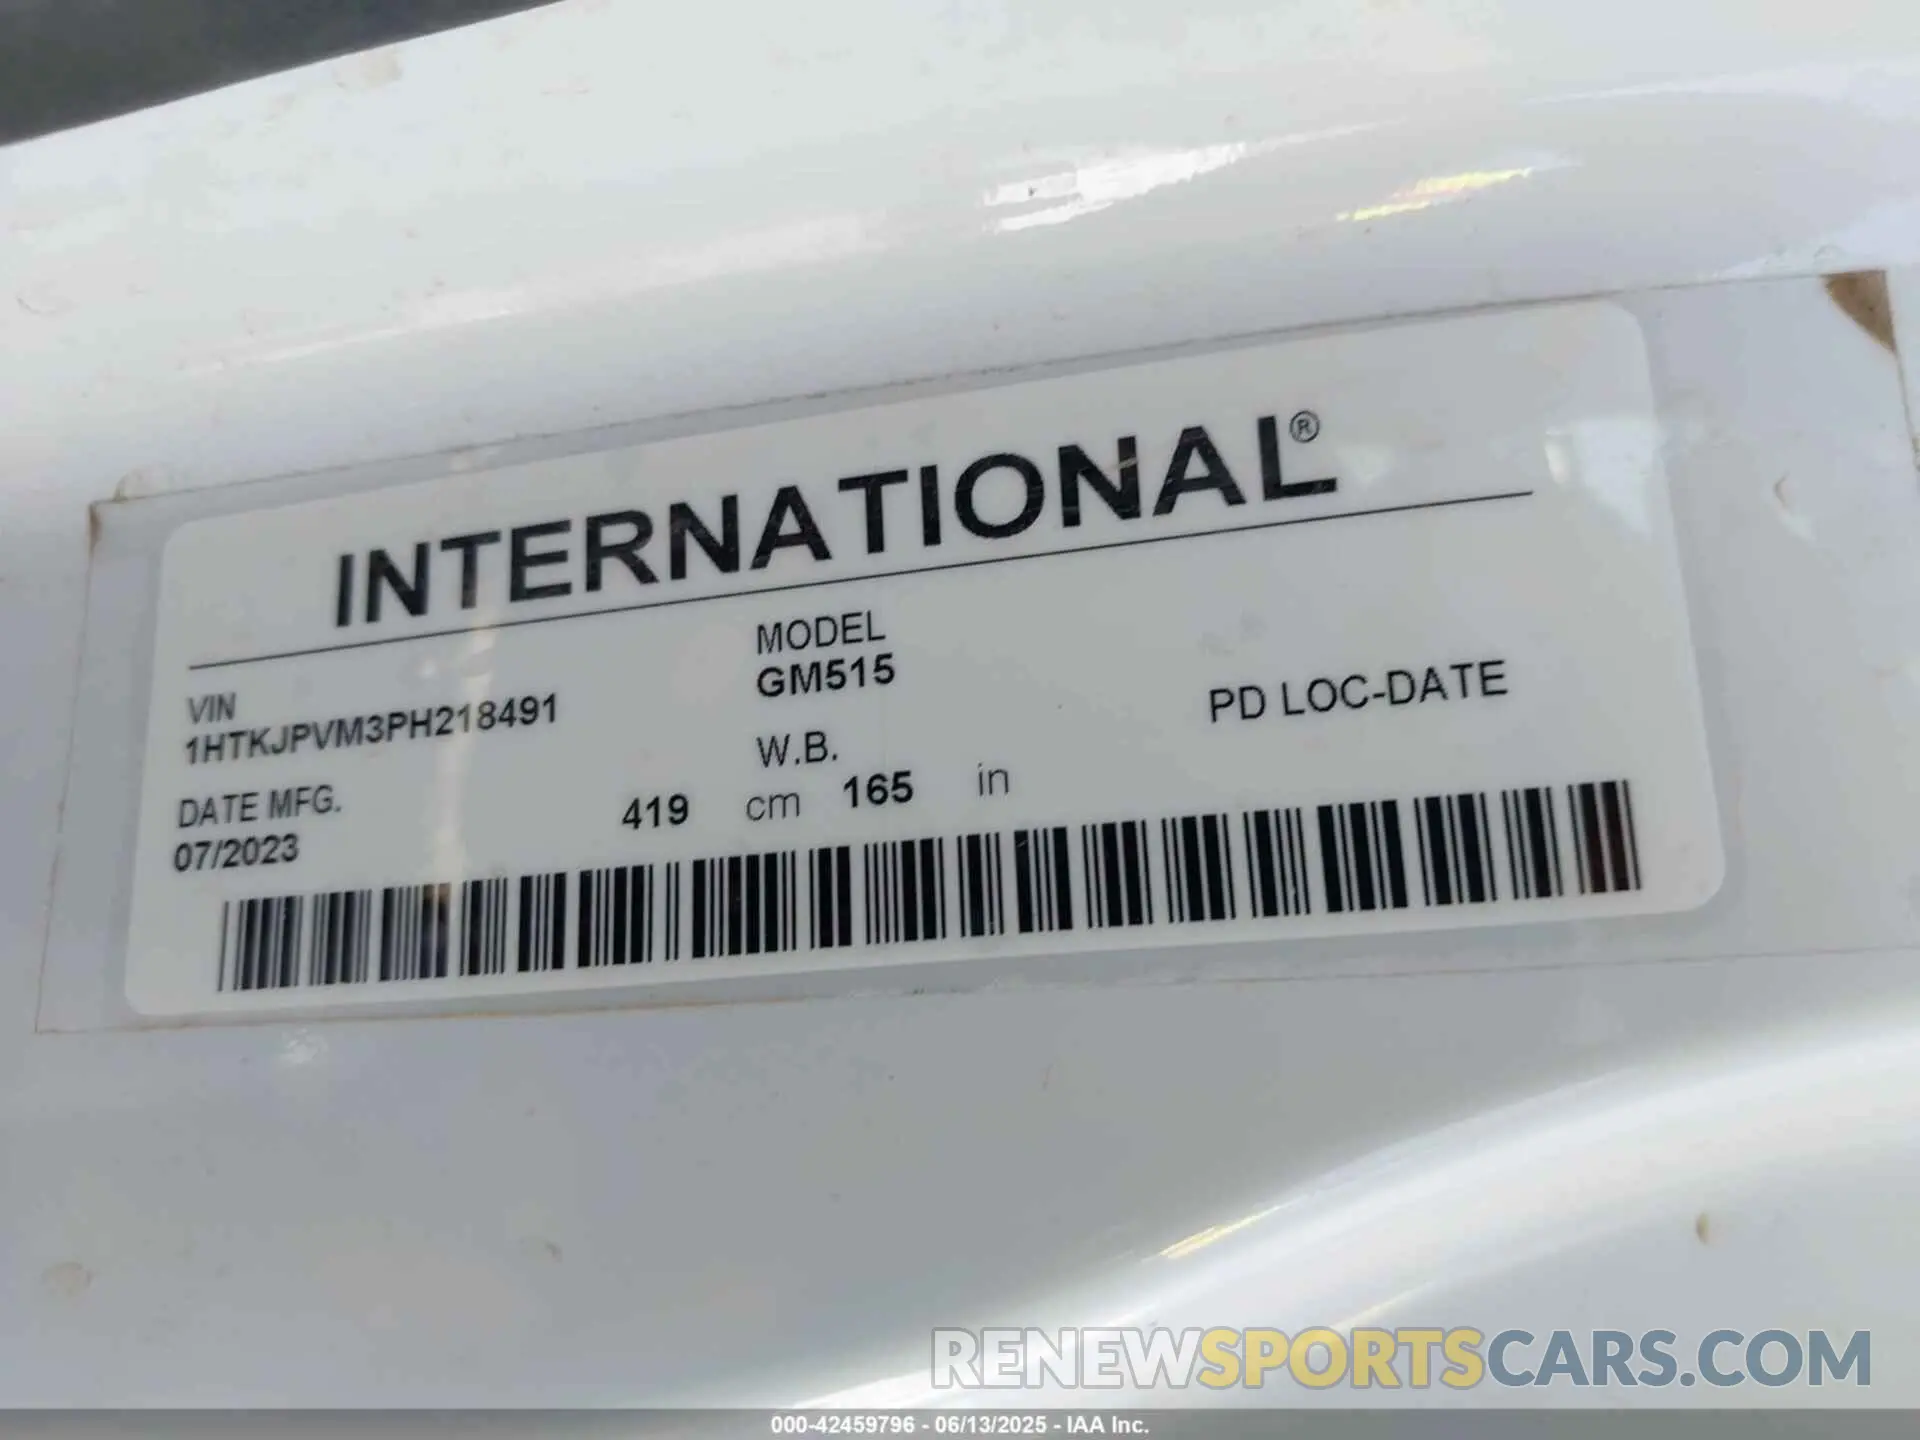 INTERNATIONAL®
VIN
1HTKJPVM3PH218491
MODEL
GM515
PD LOC-DATE
DATE MFG.
07/2023
W.B.
419 cm 165 in
RENEWSPORTSCARS.COM
000-42459796 - 06/13/2025 - IAA Inc.